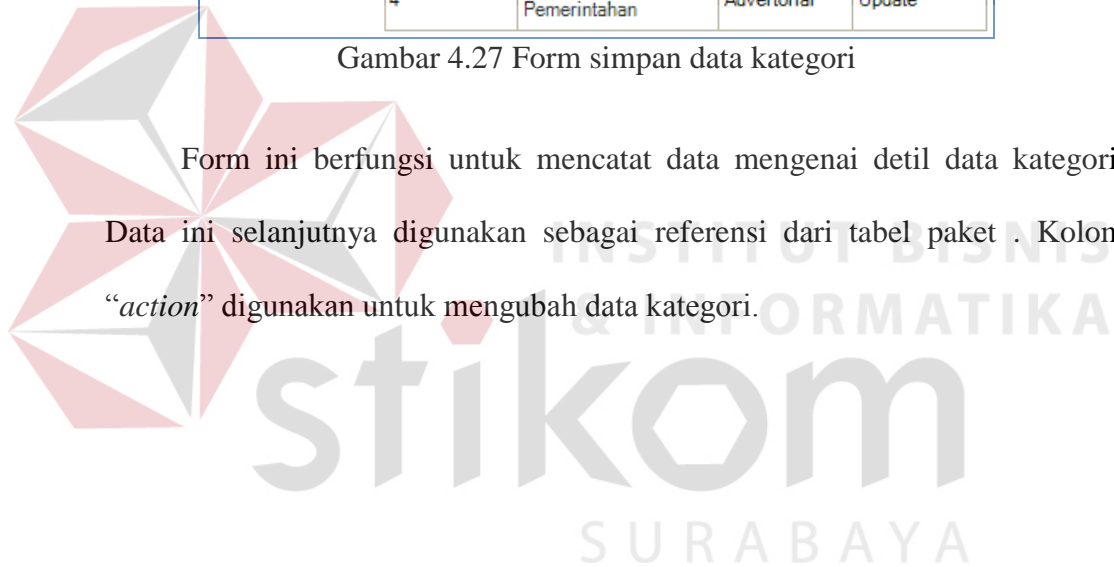 4 Pemerintahan Advertorial Update
Gambar 4.27 Form simpan data kategori
Form ini berfungsi untuk mencatat data mengenai detil data kategori
Data ini selanjutnya digunakan sebagai referensi dari tabel paket . Kolom
“action” digunakan untuk mengubah data kategori.
INSTITUT BISNIS
& INFORMATIKA
stikom
SURABAYA